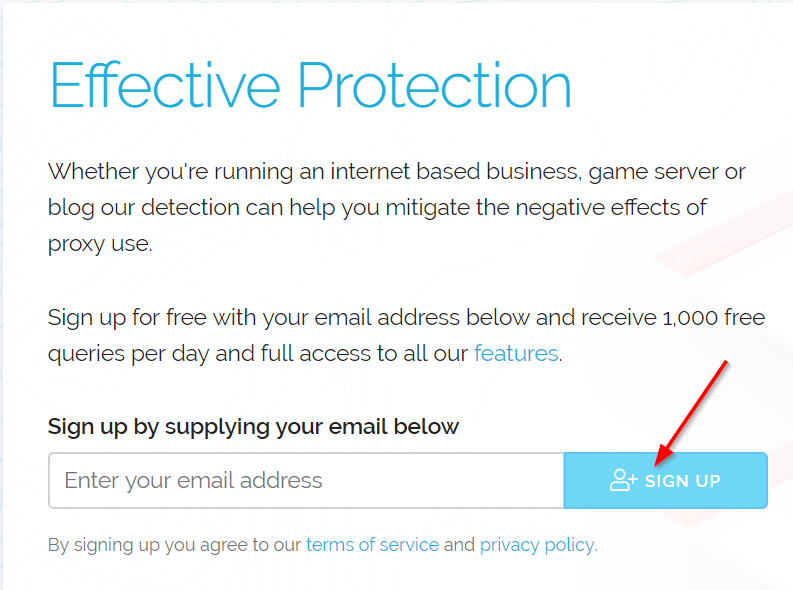 Effective Protection
Whether you're running an internet based business, game server or
blog our detection can help you mitigate the negative effects of
proxy use.
Sign up for free with your email address below and receive 1,000 free
queries per day and full access to all our features.
Sign up by supplying your email below
Enter your email address
SIGN UP
By signing up you agree to our terms of service and privacy policy.